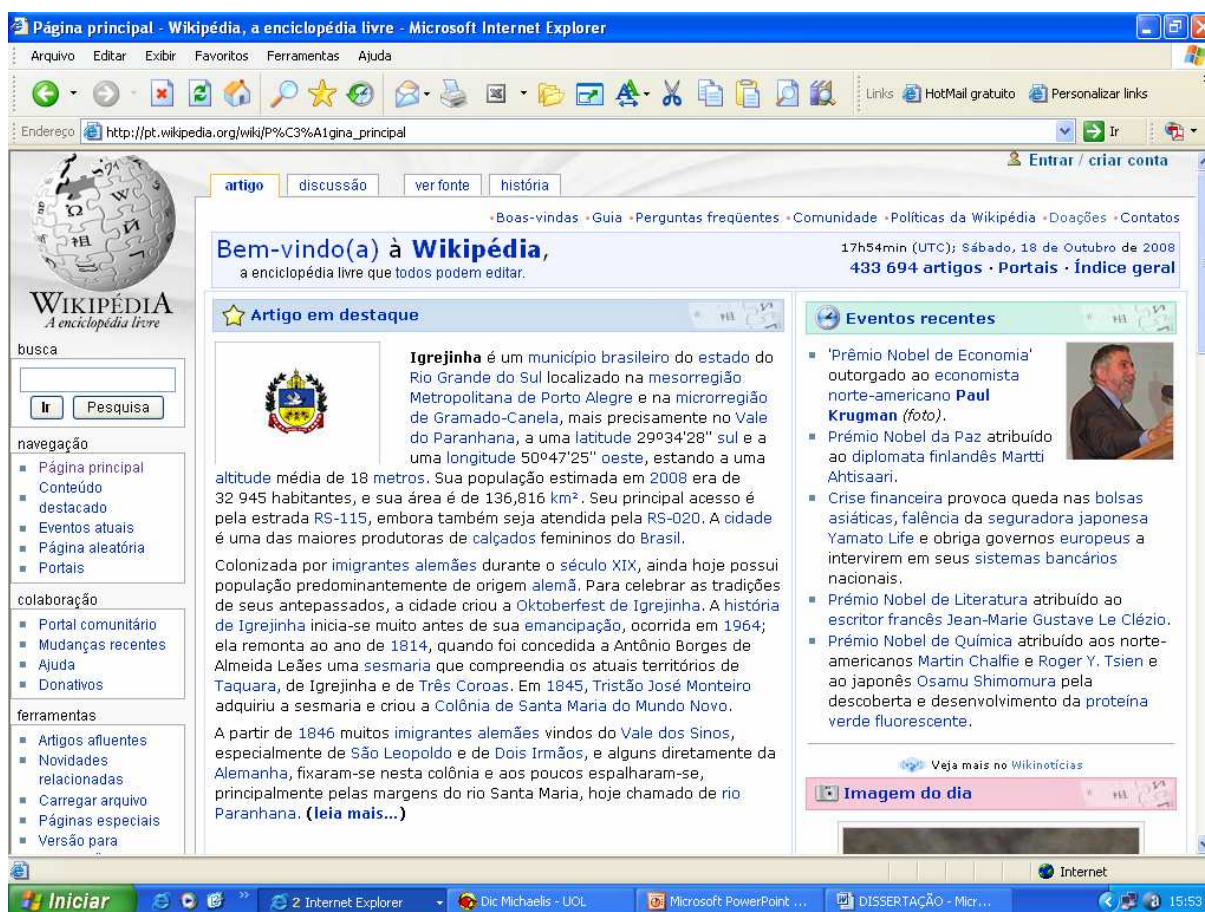 Página principal - Wikipédia, a enciclopédia livre - Microsoft Internet Explorer
Arquivo Editar Exibir Favoritos Ferramentas Ajuda
Links HotMail gratuito Personalizar links
Endereço http://pt.wikipedia.org/wiki/P%C3%A1gina_principal Ir
Entrar / criar conta
artigo discussão ver fonte história
Boas-vindas Guia Perguntas freqüentes Comunidade Políticas da Wikipédia Doações Contatos
Bem-vindo(a) à Wikipédia,
a enciclopédia livre que todos podem editar.
17h54min (UTC); Sábado, 18 de Outubro de 2008
433 694 artigos · Portais · Índice geral
WIKIPÉDIA
A enciclopédia livre
busca
Ir Pesquisa
navegação
Página principal
Conteúdo
destacado
Eventos atuais
Página aleatória
Portais
colaboração
Portal comunitário
Mudanças recentes
Ajuda
Donativos
ferramentas
Artigos afluentes
Novidades
relacionadas
Carregar arquivo
Páginas especiais
Versão para
Artigo em destaque
Igrejinha é um município brasileiro do estado do
Rio Grande do Sul localizado na mesorregião
Metropolitana de Porto Alegre e na microrregião
de Gramado-Canela, mais precisamente no Vale
do Paranhana, a uma latitude 29º34'28" sul e a
uma longitude 50º47'25" oeste, estando a uma
altitude média de 18 metros. Sua população estimada em 2008 era de
32 945 habitantes, e sua área é de 136,816 km². Seu principal acesso é
pela estrada RS-115, embora também seja atendida pela RS-020. A cidade
é uma das maiores produtoras de calçados femininos do Brasil.
Colonizada por imigrantes alemães durante o século XIX, ainda hoje possui
população predominantemente de origem alemã. Para celebrar as tradições
de seus antepassados, a cidade criou a Oktoberfest de Igrejinha. A história
de Igrejinha inicia-se muito antes de sua emancipação, ocorrida em 1964;
ela remonta ao ano de 1814, quando foi concedida a Antônio Borges de
Almeida Leães uma sesmaria que compreendia os atuais territórios de
Taquara, de Igrejinha e de Três Coroas. Em 1845, Tristão José Monteiro
adquiriu a sesmaria e criou a Colônia de Santa Maria do Mundo Novo.
A partir de 1846 muitos imigrantes alemães vindos do Vale dos Sinos,
especialmente de São Leopoldo e de Dois Irmãos, e alguns diretamente da
Alemanha, fixaram-se nesta colônia e aos poucos espalharam-se,
principalmente pelas margens do rio Santa Maria, hoje chamado de rio
Paranhana. (leia mais...)
Eventos recentes
'Prêmio Nobel de Economia'
outorgado ao economista
norte-americano Paul
Krugman (foto).
Prémio Nobel da Paz atribuído
ao diplomata finlandês Martti
Ahtisaari.
Crise financeira provoca queda nas bolsas
asiáticas, falência da seguradora japonesa
Yamato Life e obriga governos europeus a
intervirem em seus sistemas bancários
nacionais.
Prémio Nobel de Literatura atribuído ao
escritor francês Jean-Marie Gustave Le Clézio.
Prémio Nobel de Química atribuído aos norte-
americanos Martin Chalfie e Roger Y. Tsien e
ao japonês Osamu Shimomura pela
descoberta e desenvolvimento da proteína
verde fluorescente.
Veja mais no Wikinotícias
Imagem do dia
Internet
Iniciar 2 Internet Explorer Dic Michaelis - UOL Microsoft PowerPoint ... DISSERTAÇÃO - Micr... 15:53